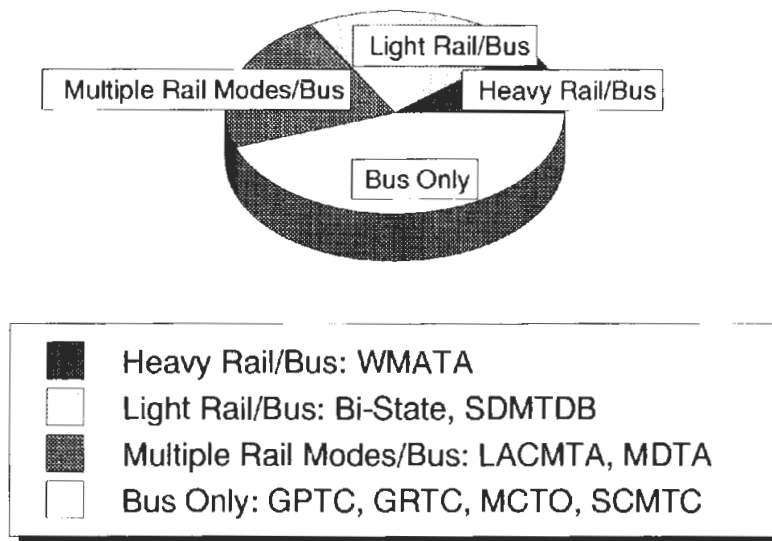 Light Rail/Bus
Multiple Rail Modes/Bus
Heavy Rail/Bus
Bus Only
Heavy Rail/Bus: WMATA
Light Rail/Bus: Bi-State, SDMTDB
Multiple Rail Modes/Bus: LACMTA, MDTA
Bus Only: GPTC, GRTC, MCTO, SCMTC